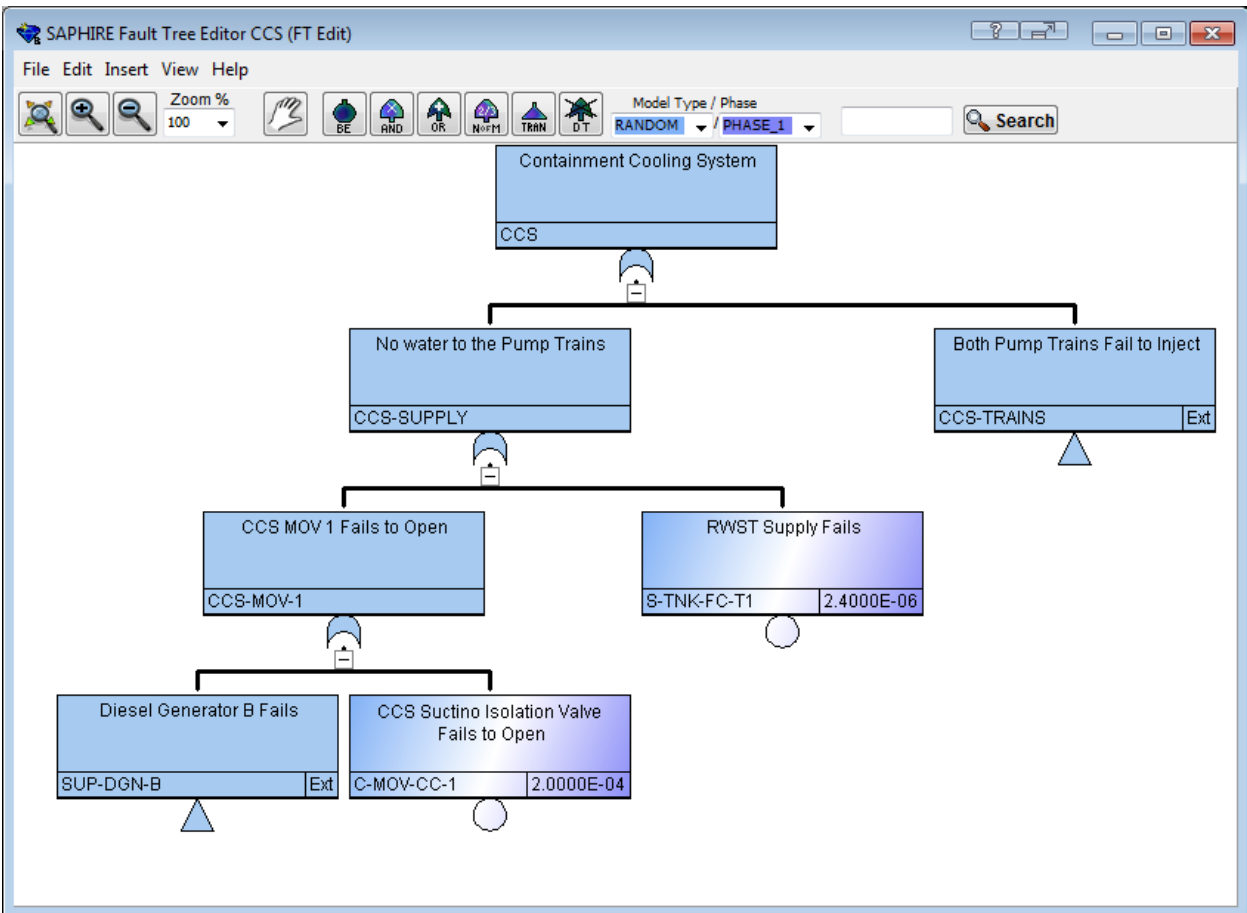 SAPHIRE Fault Tree Editor CCS (FT Edit)
File Edit Insert View Help
Zoom %
100
BE
AND
OR
NOFM
TRAN
DT
Model Type / Phase
RANDOM / PHASE_1
Search
Containment Cooling System
CCS
No water to the Pump Trains
CCS-SUPPLY
Both Pump Trains Fail to Inject
CCS-TRAINS Ext
CCS MOV 1 Fails to Open
CCS-MOV-1
RWST Supply Fails
S-TNK-FC-T1 2.4000E-06
Diesel Generator B Fails
SUP-DGN-B Ext
CCS Suctino Isolation Valve
Fails to Open
C-MOV-CC-1 2.0000E-04